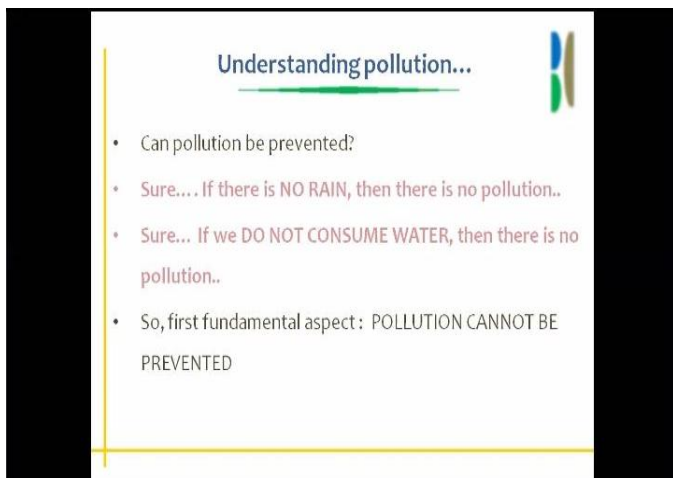 Understanding pollution...
• Can pollution be prevented?
• Sure.... If there is NO RAIN, then there is no pollution..
• Sure... If we DO NOT CONSUME WATER, then there is no
pollution..
• So, first fundamental aspect : POLLUTION CANNOT BE
PREVENTED